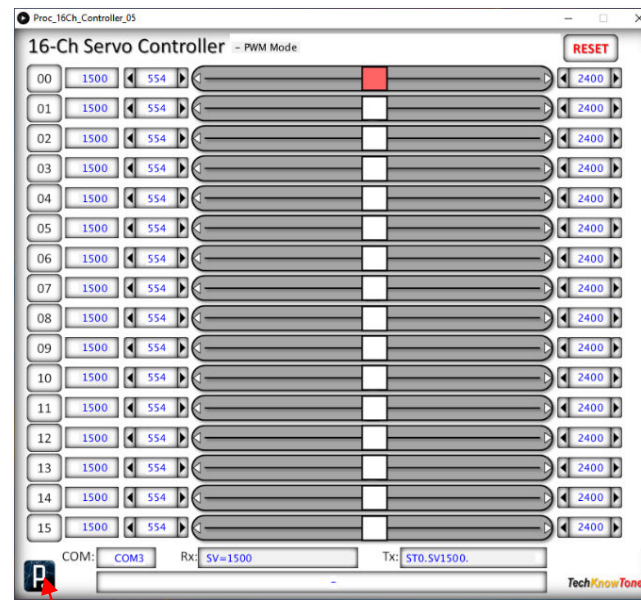 Proc_16Ch_Controller_05
16-Ch Servo Controller - PWM Mode RESET
00 1500 554 2400
01 1500 554 2400
02 1500 554 2400
03 1500 554 2400
04 1500 554 2400
05 1500 554 2400
06 1500 554 2400
07 1500 554 2400
08 1500 554 2400
09 1500 554 2400
10 1500 554 2400
11 1500 554 2400
12 1500 554 2400
13 1500 554 2400
14 1500 554 2400
15 1500 554 2400
COM: COM3 Rx: SV=1500 Tx: ST0.SV1500.
P - TechKnowTone